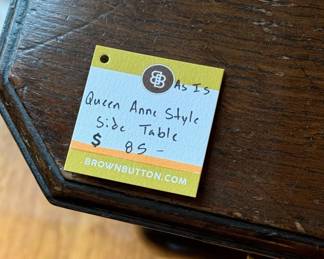 As Is
Queen Anne Style
Side Table
$ 85 -
BROWNBUTTON.COM